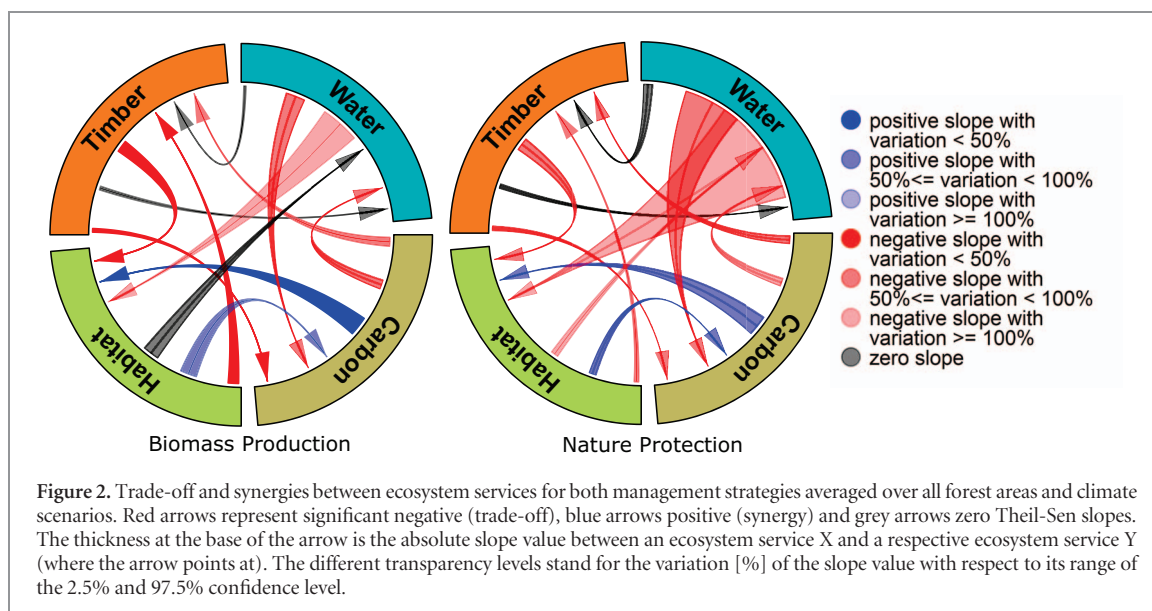 Timber
Water
Habitat
Carbon
Biomass Production
Timber
Water
Habitat
Carbon
Nature Protection
positive slope with
variation < 50%
positive slope with
50%<= variation < 100%
positive slope with
variation >= 100%
negative slope with
variation < 50%
negative slope with
50%<= variation < 100%
negative slope with
variation >= 100%
zero slope
Figure 2. Trade-off and synergies between ecosystem services for both management strategies averaged over all forest areas and climate
scenarios. Red arrows represent significant negative (trade-off), blue arrows positive (synergy) and grey arrows zero Theil-Sen slopes.
The thickness at the base of the arrow is the absolute slope value between an ecosystem service X and a respective ecosystem service Y
(where the arrow points at). The different transparency levels stand for the variation [%] of the slope value with respect to its range of
the 2.5% and 97.5% confidence level.